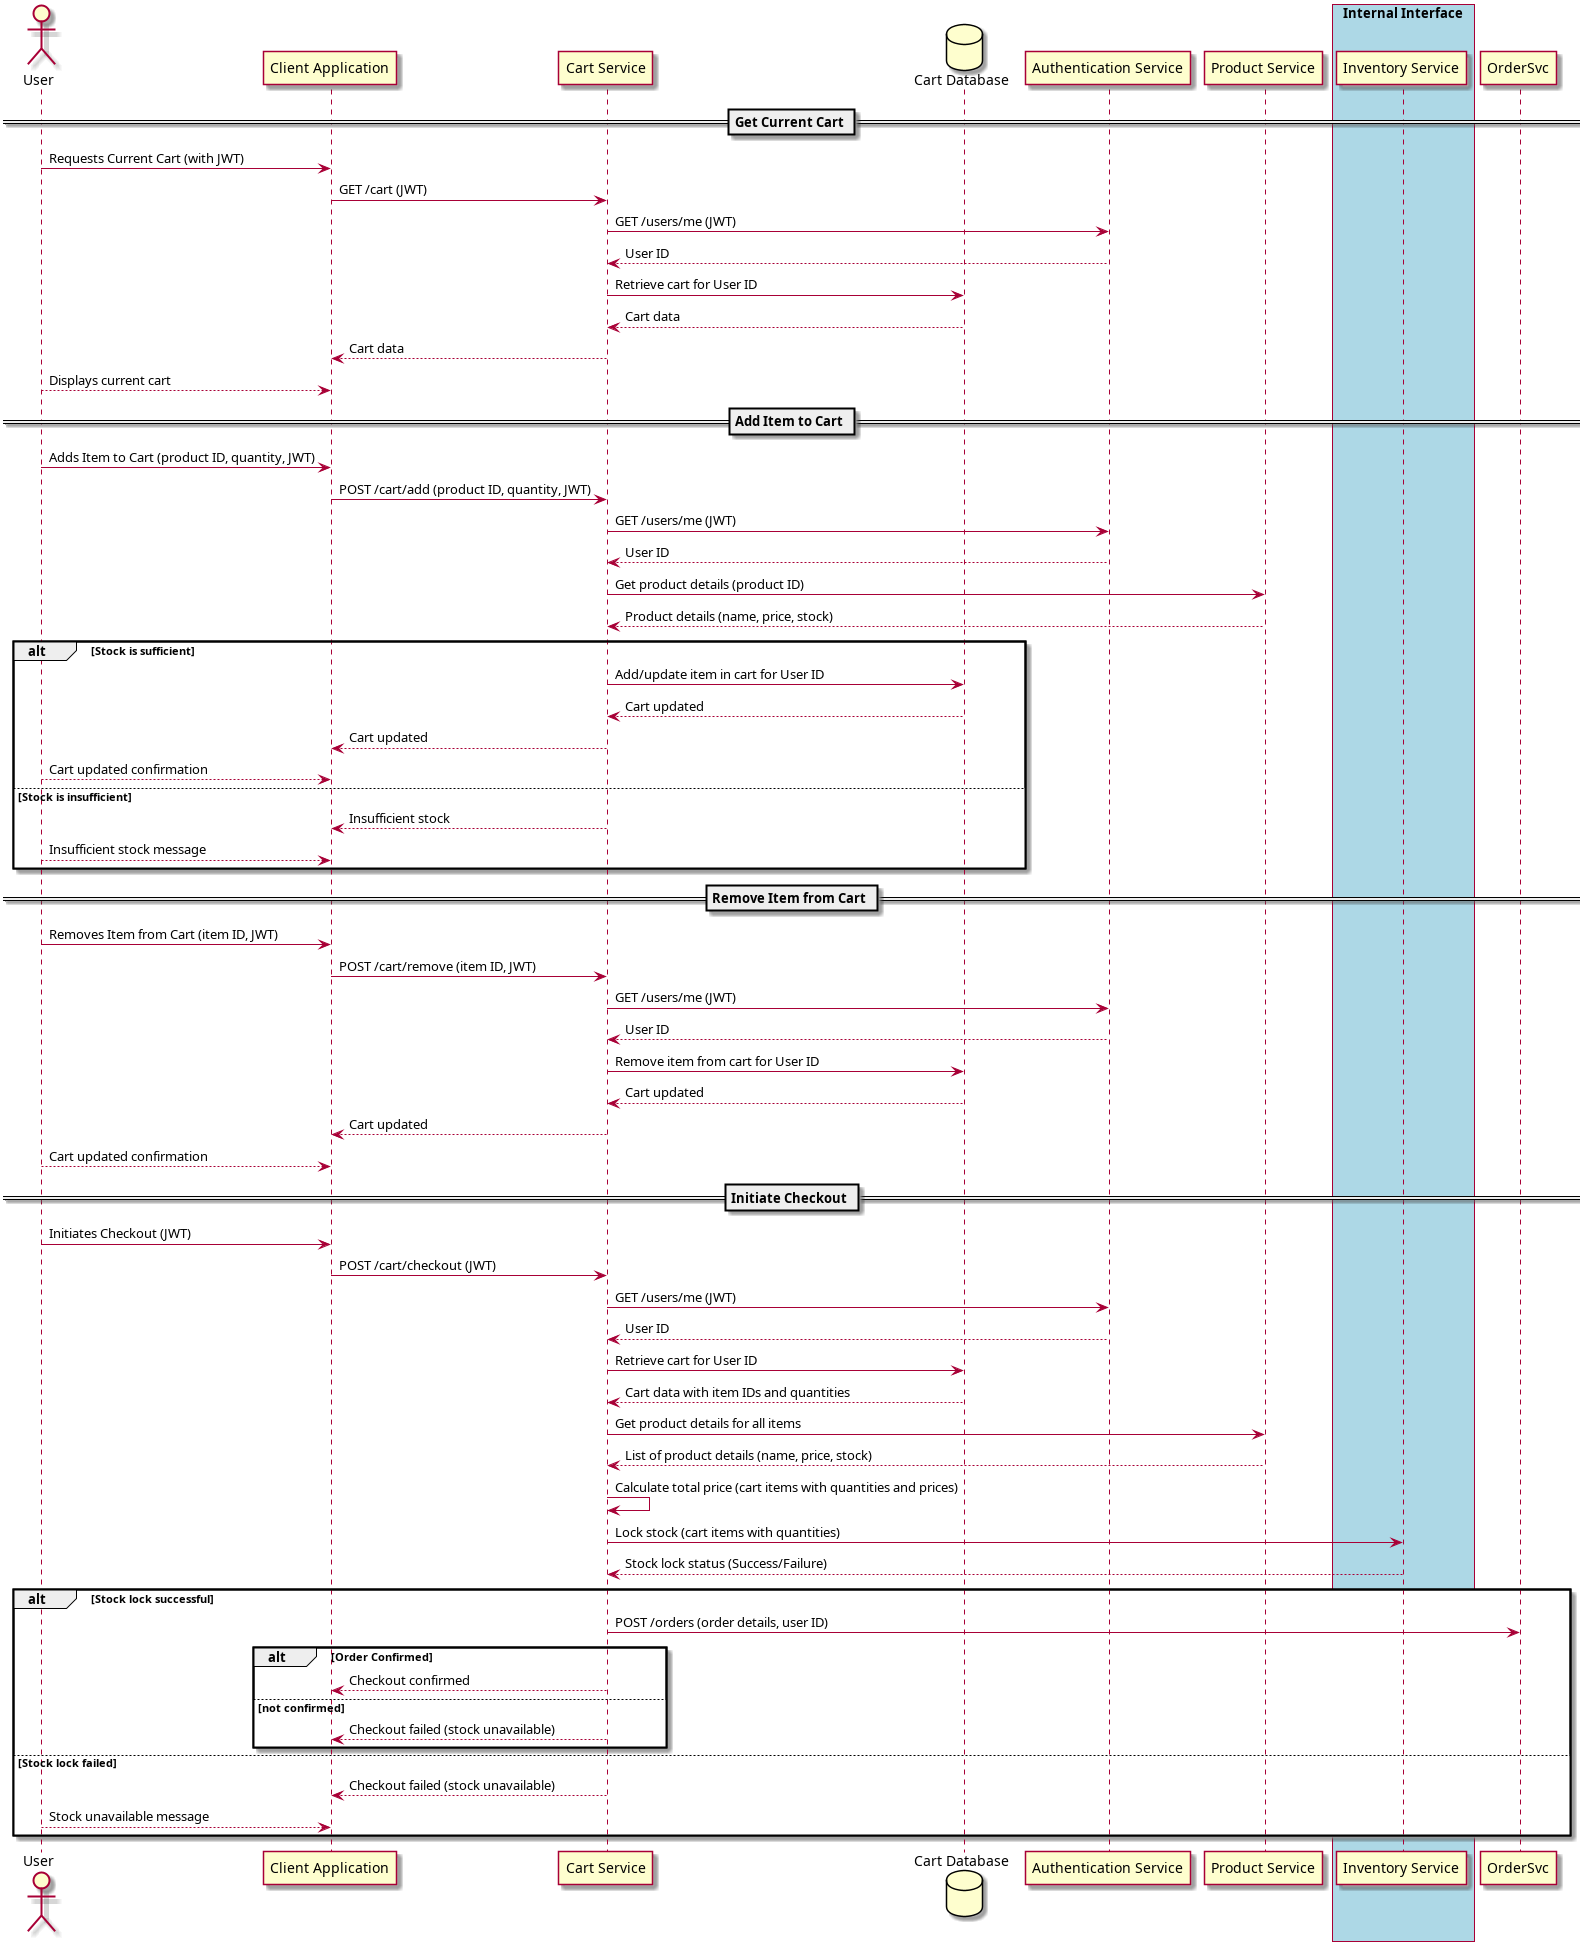 Internal Interface
User
Client Application
Cart Service
Cart Database
Authentication Service
Product Service
Inventory Service
OrderSvc
Get Current Cart
Requests Current Cart (with JWT)
GET /cart (JWT)
GET /users/me (JWT)
User ID
Retrieve cart for User ID
Cart data
Cart data
Displays current cart
Add Item to Cart
Adds Item to Cart (product ID, quantity, JWT)
POST /cart/add (product ID, quantity, JWT)
GET /users/me (JWT)
User ID
Get product details (product ID)
Product details (name, price, stock)
alt [Stock is sufficient]
Add/update item in cart for User ID
Cart updated
Cart updated
Cart updated confirmation
[Stock is insufficient]
Insufficient stock
Insufficient stock message
Remove Item from Cart
Removes Item from Cart (item ID, JWT)
POST /cart/remove (item ID, JWT)
GET /users/me (JWT)
User ID
Remove item from cart for User ID
Cart updated
Cart updated
Cart updated confirmation
Initiate Checkout
Initiates Checkout (JWT)
POST /cart/checkout (JWT)
GET /users/me (JWT)
User ID
Retrieve cart for User ID
Cart data with item IDs and quantities
Get product details for all items
List of product details (name, price, stock)
Calculate total price (cart items with quantities and prices)
Lock stock (cart items with quantities)
Stock lock status (Success/Failure)
alt [Stock lock successful]
POST /orders (order details, user ID)
alt [Order Confirmed]
Checkout confirmed
[not confirmed]
Checkout failed (stock unavailable)
[Stock lock failed]
Checkout failed (stock unavailable)
Stock unavailable message
User
Client Application
Cart Service
Cart Database
Authentication Service
Product Service
Inventory Service
OrderSvc